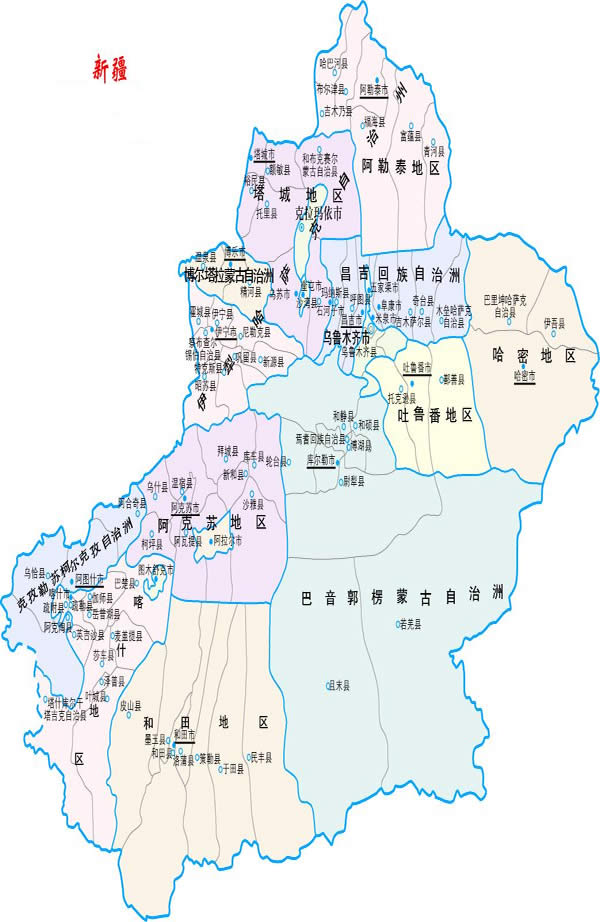 新疆
哈巴河县
布尔津县
阿勒泰市
吉木乃县
福海县
富蕴县
青河县
阿勒泰地区
塔城市
额敏县
和布克赛尔
蒙古自治县
裕民县
塔城地区
托里县
克拉玛依市
伊犁哈萨克自治州
温泉县
博乐市
博尔塔拉蒙古自治洲
精河县
乌苏市
奎屯市
沙湾县
玛纳斯县
石河子市
呼图县
昌吉市
昌吉回族自治洲
五家渠市
阜康市
米泉市
奇台县
吉木萨尔县
木垒哈萨克
自治县
乌鲁木齐市
乌鲁木齐县
巴里坤哈萨克
自治县
伊吾县
哈密地区
哈密市
霍城县
伊宁县
伊宁市
尼勒克县
察布查尔
锡伯自治县
巩留县
新源县
特克斯县
昭苏县
吐鲁番市
鄯善县
托克逊县
吐鲁番地区
和静县
和硕县
焉耆回族自治县
博湖县
库尔勒市
轮台县
尉犁县
拜城县
库车县
新和县
沙雅县
温宿县
乌什县
阿克苏市
阿克苏地区
柯坪县
阿瓦提县
阿拉尔市
阿合奇县
克孜勒苏柯尔克孜自治洲
乌恰县
阿图什市
图木舒克市
巴楚县
喀什市
伽师县
疏附县
疏勒县
岳普湖县
阿克陶县
英吉沙县
麦盖提县
莎车县
泽普县
叶城县
塔什库尔干
塔吉克自治县
喀什地区
皮山县
和田地区
墨玉县
和田市
和田县
洛浦县
策勒县
于田县
民丰县
巴音郭楞蒙古自治洲
若羌县
且末县